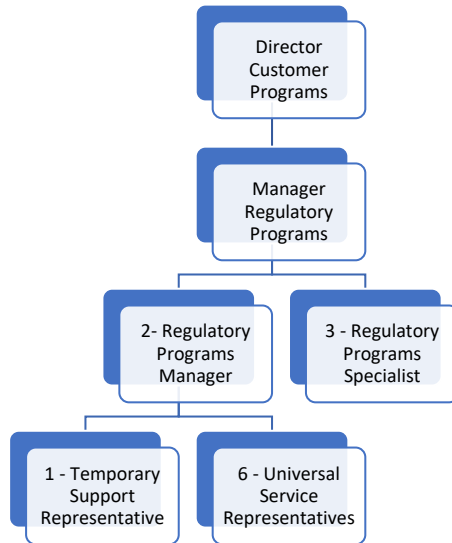 Director
Customer
Programs
Manager
Regulatory
Programs
2- Regulatory
Programs
Manager
3 - Regulatory
Programs
Specialist
1 - Temporary
Support
Representative
6 - Universal
Service
Representatives